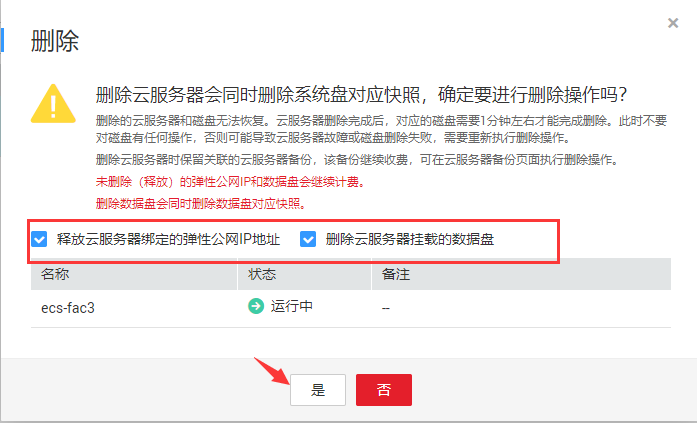 删除
删除云服务器会同时删除系统盘对应快照，确定要进行删除操作吗？
删除的云服务器和磁盘无法恢复。云服务器删除完成后，对应的磁盘需要1分钟左右才能完成删除。此时不要
对磁盘有任何操作，否则可能导致云服务器故障或磁盘删除失败，需要重新执行删除操作。
删除云服务器时保留关联的云服务器备份，该备份继续收费，可在云服务器备份页面执行删除操作。
未删除（释放）的弹性公网IP和数据盘会继续计费。
删除数据盘会同时删除数据盘对应快照。
释放云服务器绑定的弹性公网IP地址 删除云服务器挂载的数据盘
名称 状态 备注
ecs-fac3 运行中 --
是 否